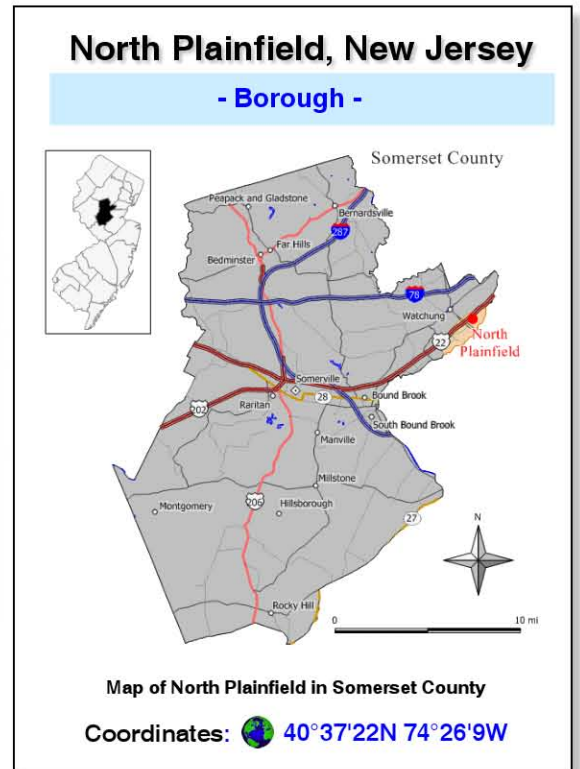 North Plainfield, New Jersey
- Borough -
Somerset County
Peapack and Gladstone
Bernardsville
287
Far Hills
Bedminster
78
Watchung
North
Plainfield
22
Somerville
28
Bound Brook
Raritan
202
South Bound Brook
Manville
Millstone
206
Montgomery
Hillsborough
27
N
Rocky Hill
0
10 mi
Map of North Plainfield in Somerset County
Coordinates: 40°37'22N 74°26'9W